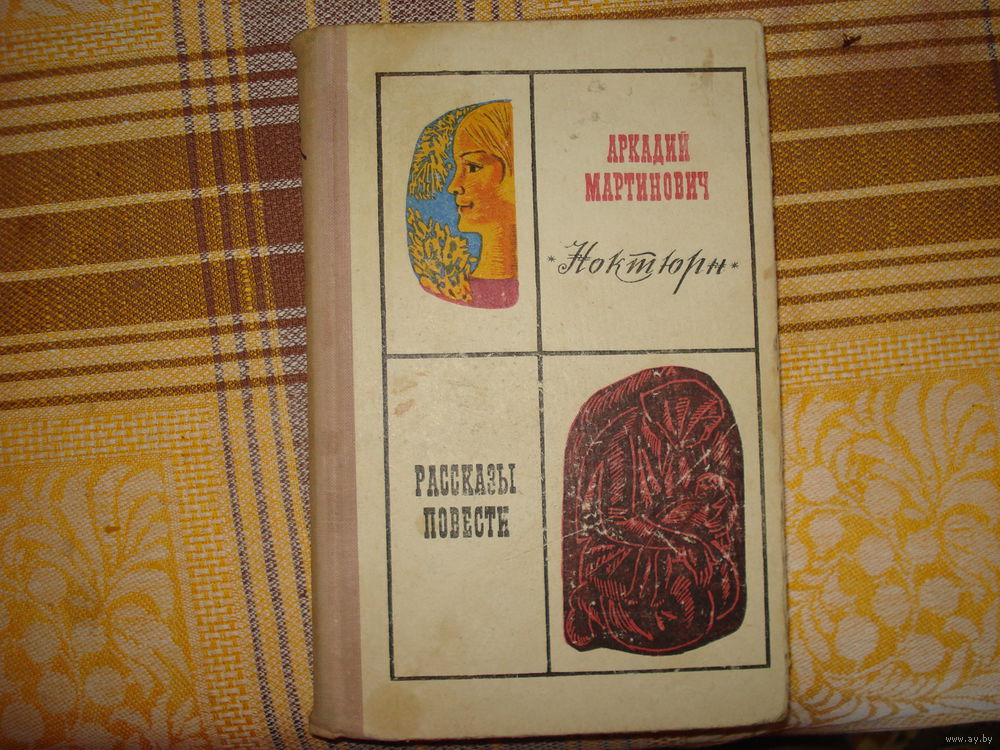 АРКАДИЙ
МАРТИНОВИЧ
*Ноктюрн*
РАССКАЗЫ
ПОВЕСТИ
www.ay.by